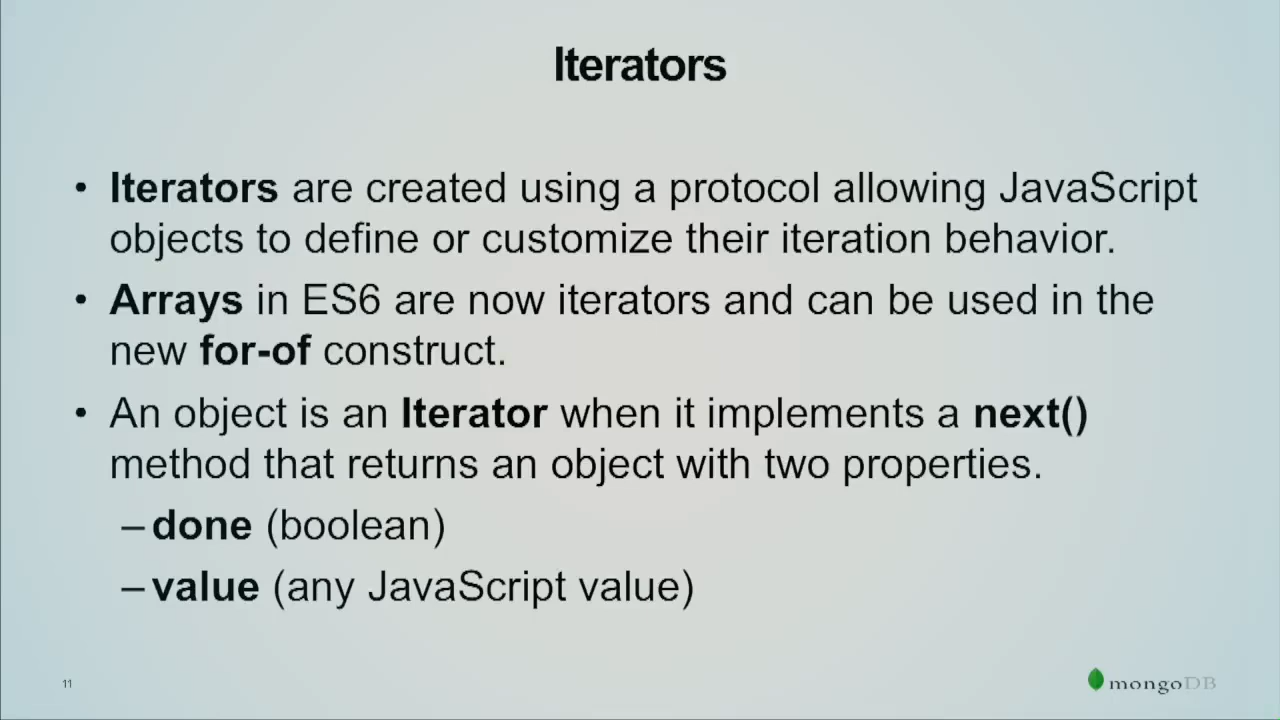 Iterators
• Iterators are created using a protocol allowing JavaScript
objects to define or customize their iteration behavior.
• Arrays in ES6 are now iterators and can be used in the
new for-of construct.
• An object is an Iterator when it implements a next()
method that returns an object with two properties.
– done (boolean)
– value (any JavaScript value)
11
mongoDB